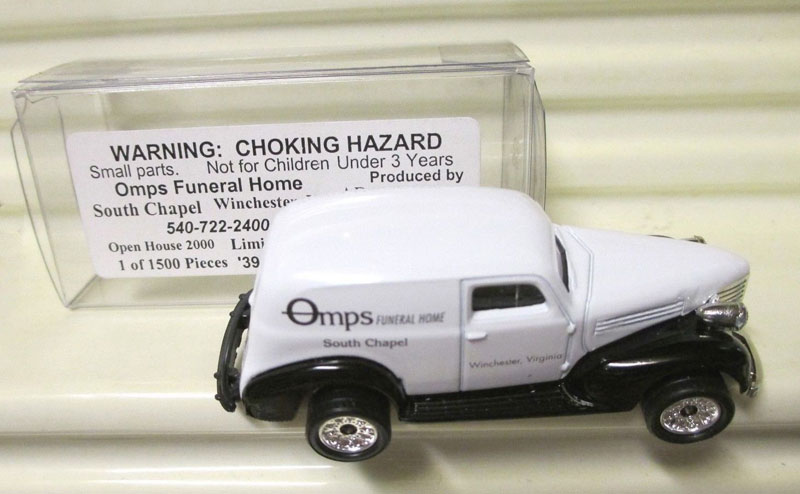 WARNING: CHOKING HAZARD
Small parts. Not for Children Under 3 Years
Omps Funeral Home Produced by
South Chapel Winchester
540-722-2400
Open House 2000
1 of 1500 Pieces '39
Omps FUNERAL HOME
South Chapel
Winchester, Virginia